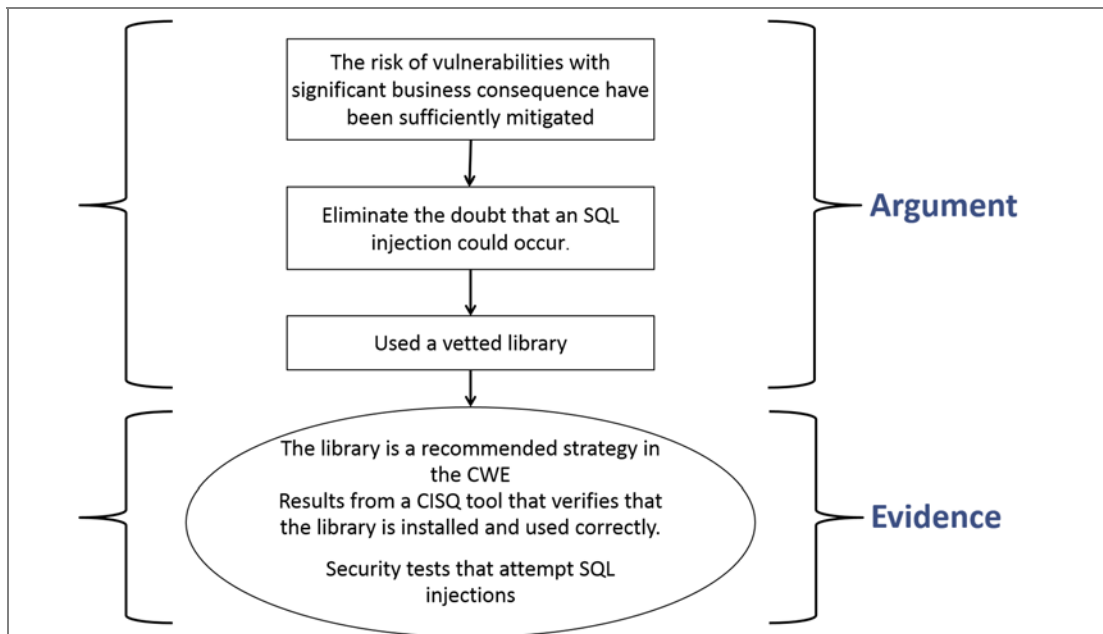 The risk of vulnerabilities with
significant business consequence have
been sufficiently mitigated
Eliminate the doubt that an SQL
injection could occur.
Used a vetted library
Argument
The library is a recommended strategy in
the CWE
Results from a CISQ tool that verifies that
the library is installed and used correctly.
Security tests that attempt SQL
injections
Evidence